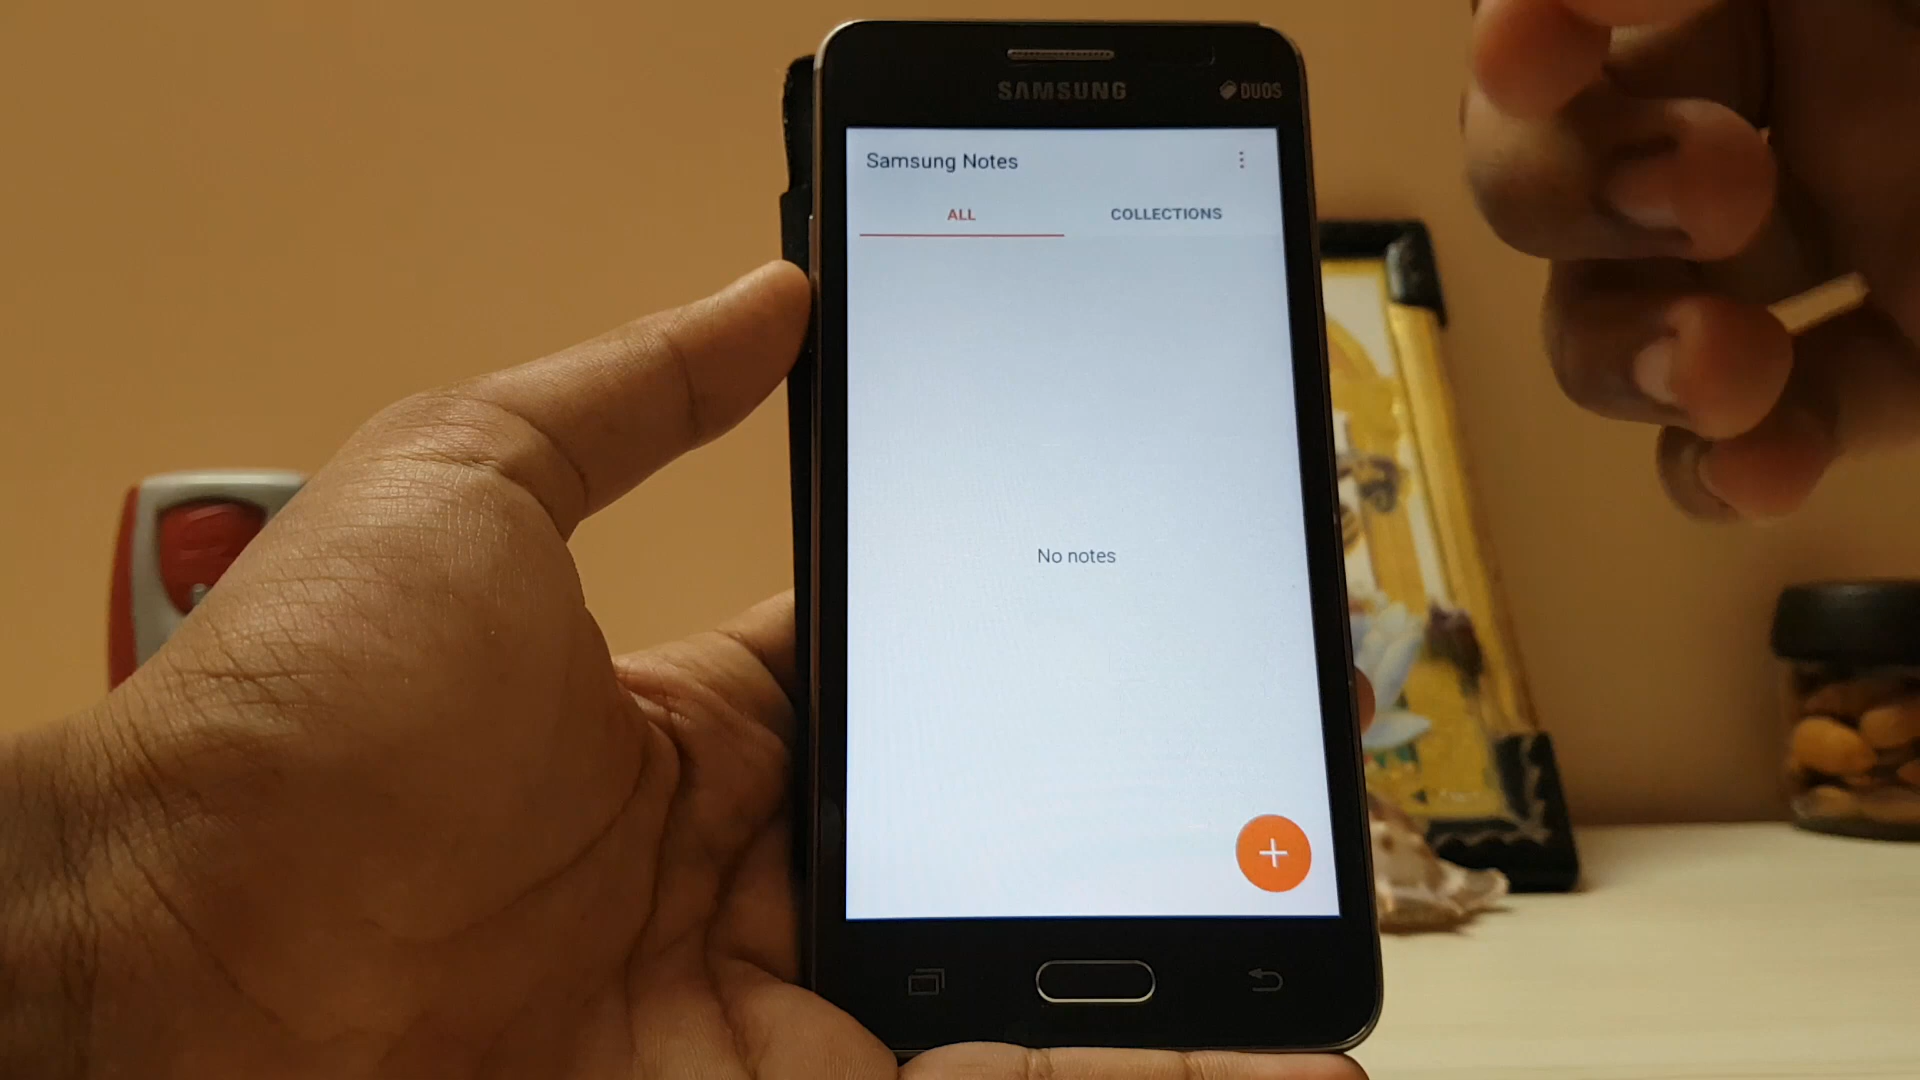 SAMSUNG
DUOS
Samsung Notes
ALL
COLLECTIONS
No notes